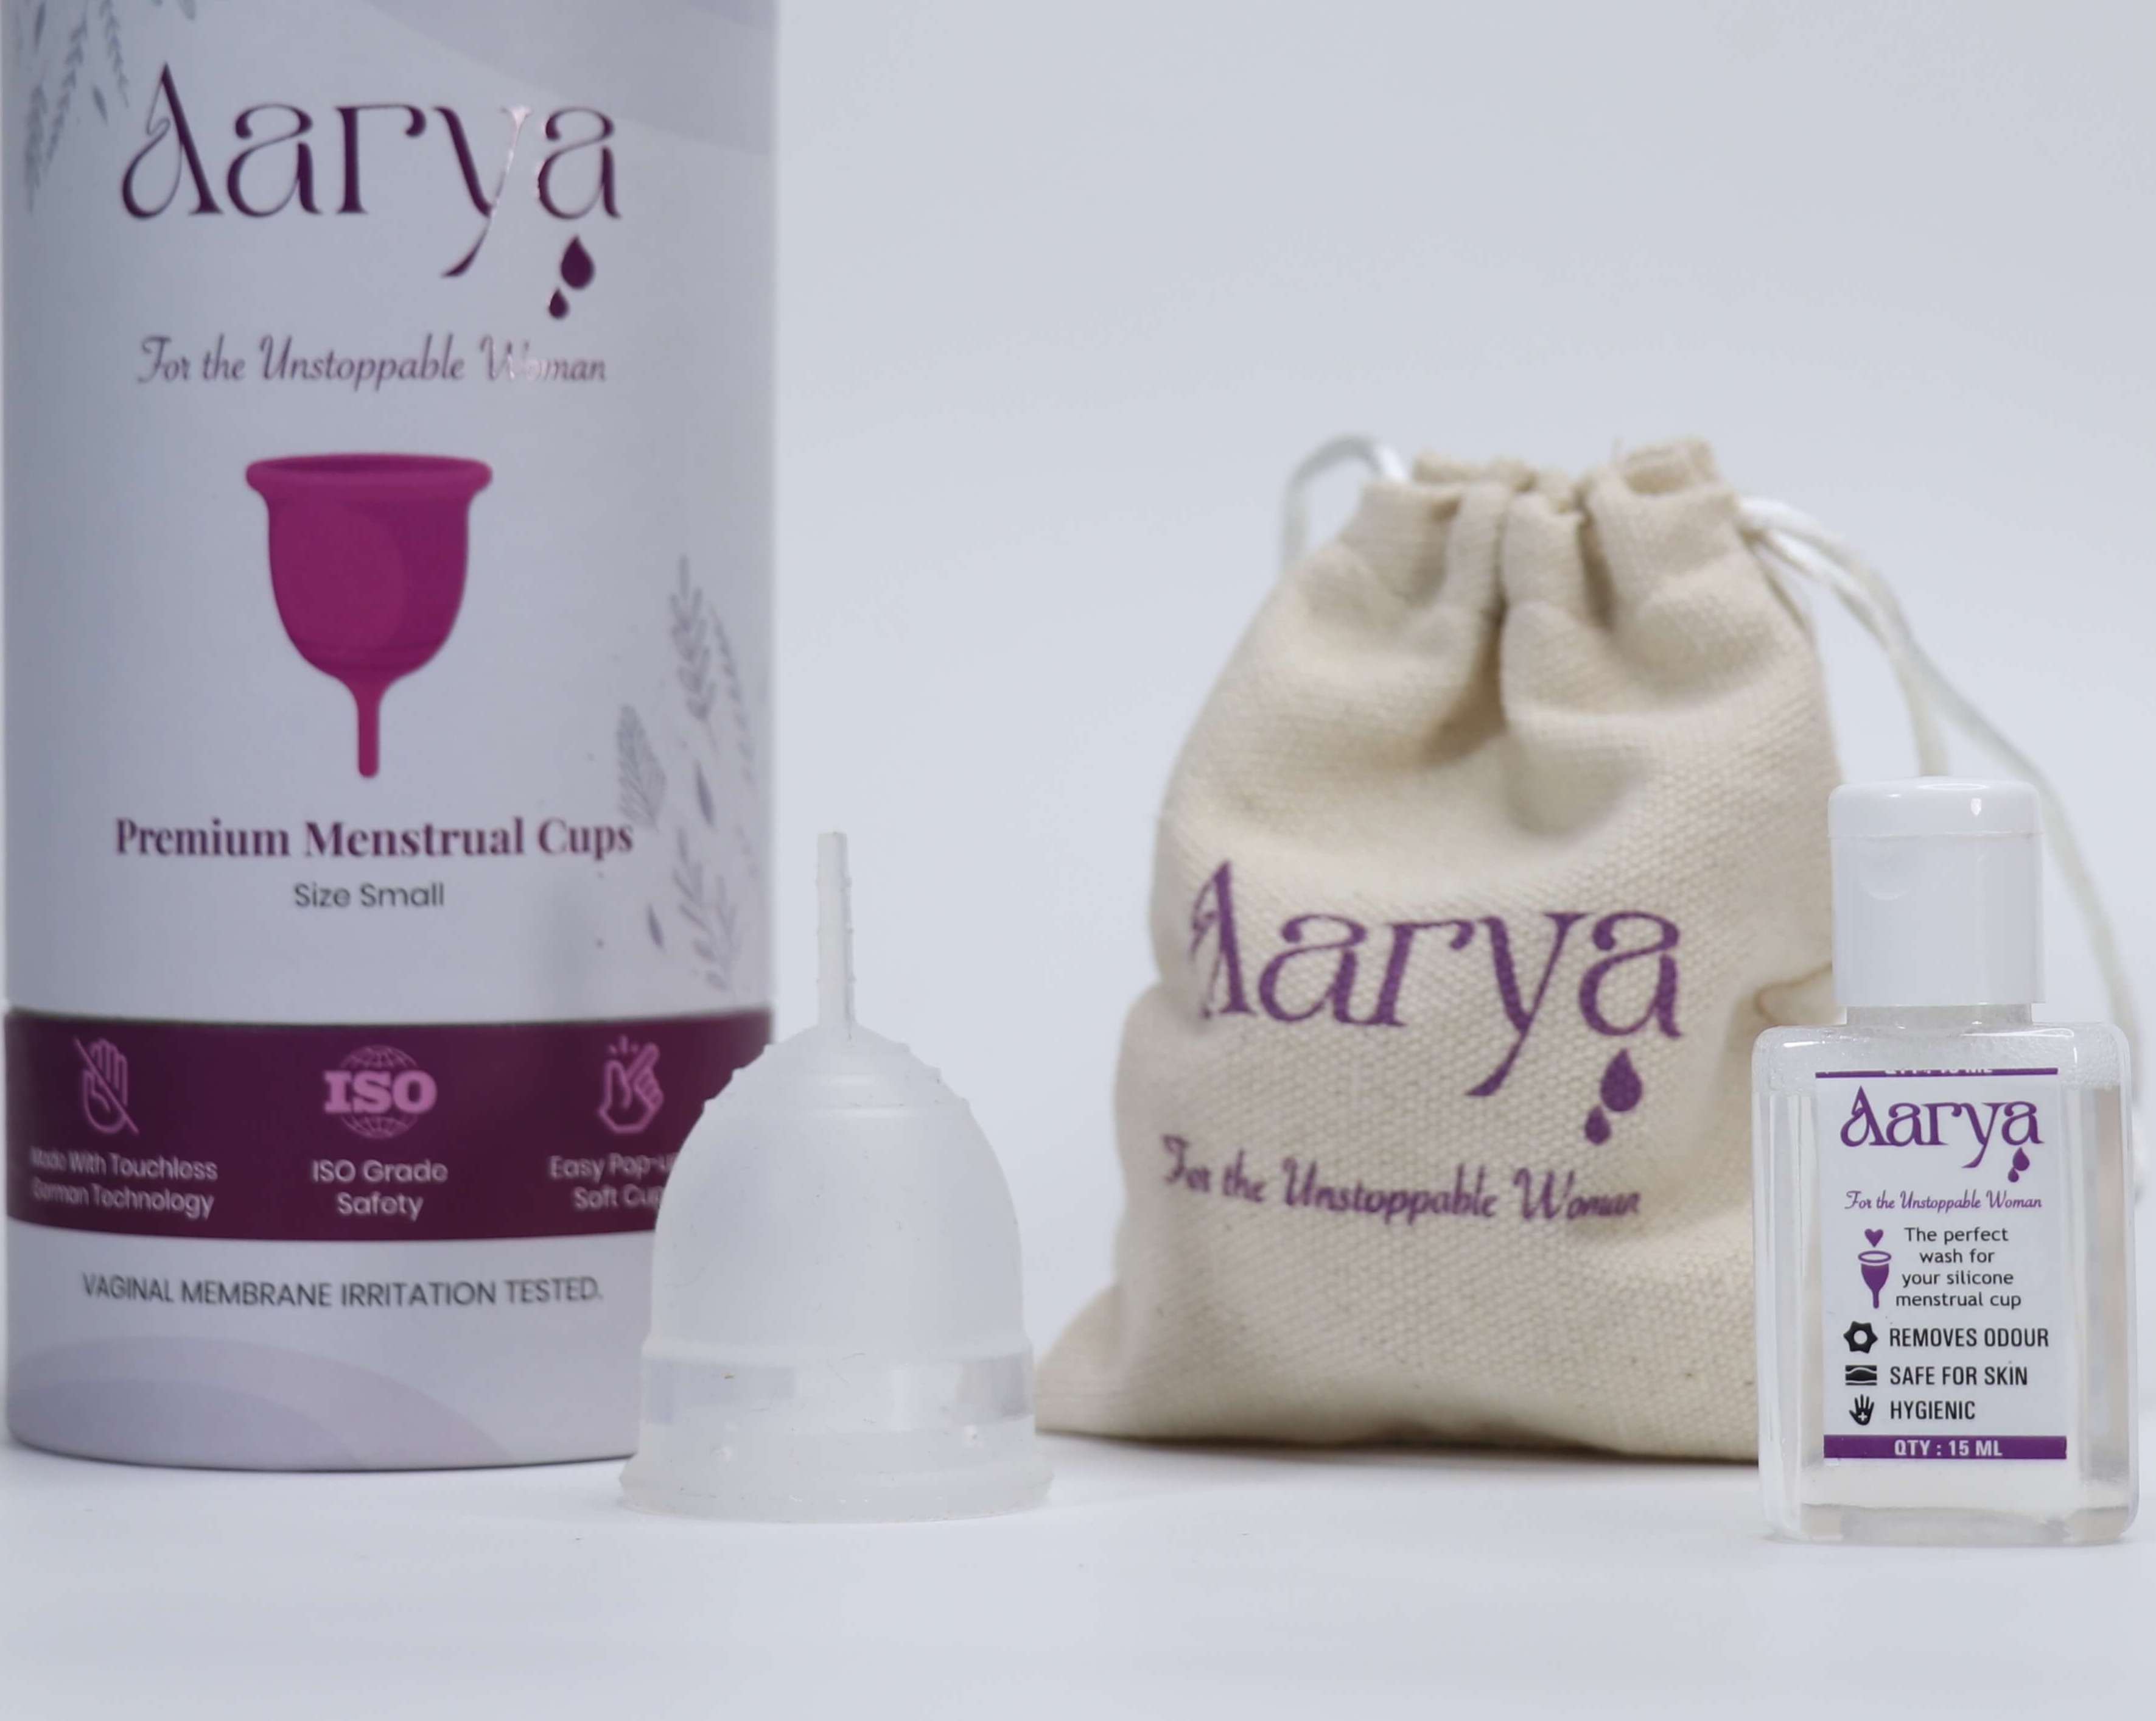 Aarya
For the Unstoppable Woman
Premium Menstrual Cups
Size Small
Made With Touchless
German Technology
ISO
ISO Grade
Safety
Easy Pop-u
Soft Cup
VAGINAL MEMBRANE IRRITATION TESTED.
Aarya
For the Unstoppable Woman
Aarya
For the Unstoppable Woman
The perfect
wash for
your silicone
menstrual cup
REMOVES ODOUR
SAFE FOR SKIN
HYGIENIC
QTY : 15 ML